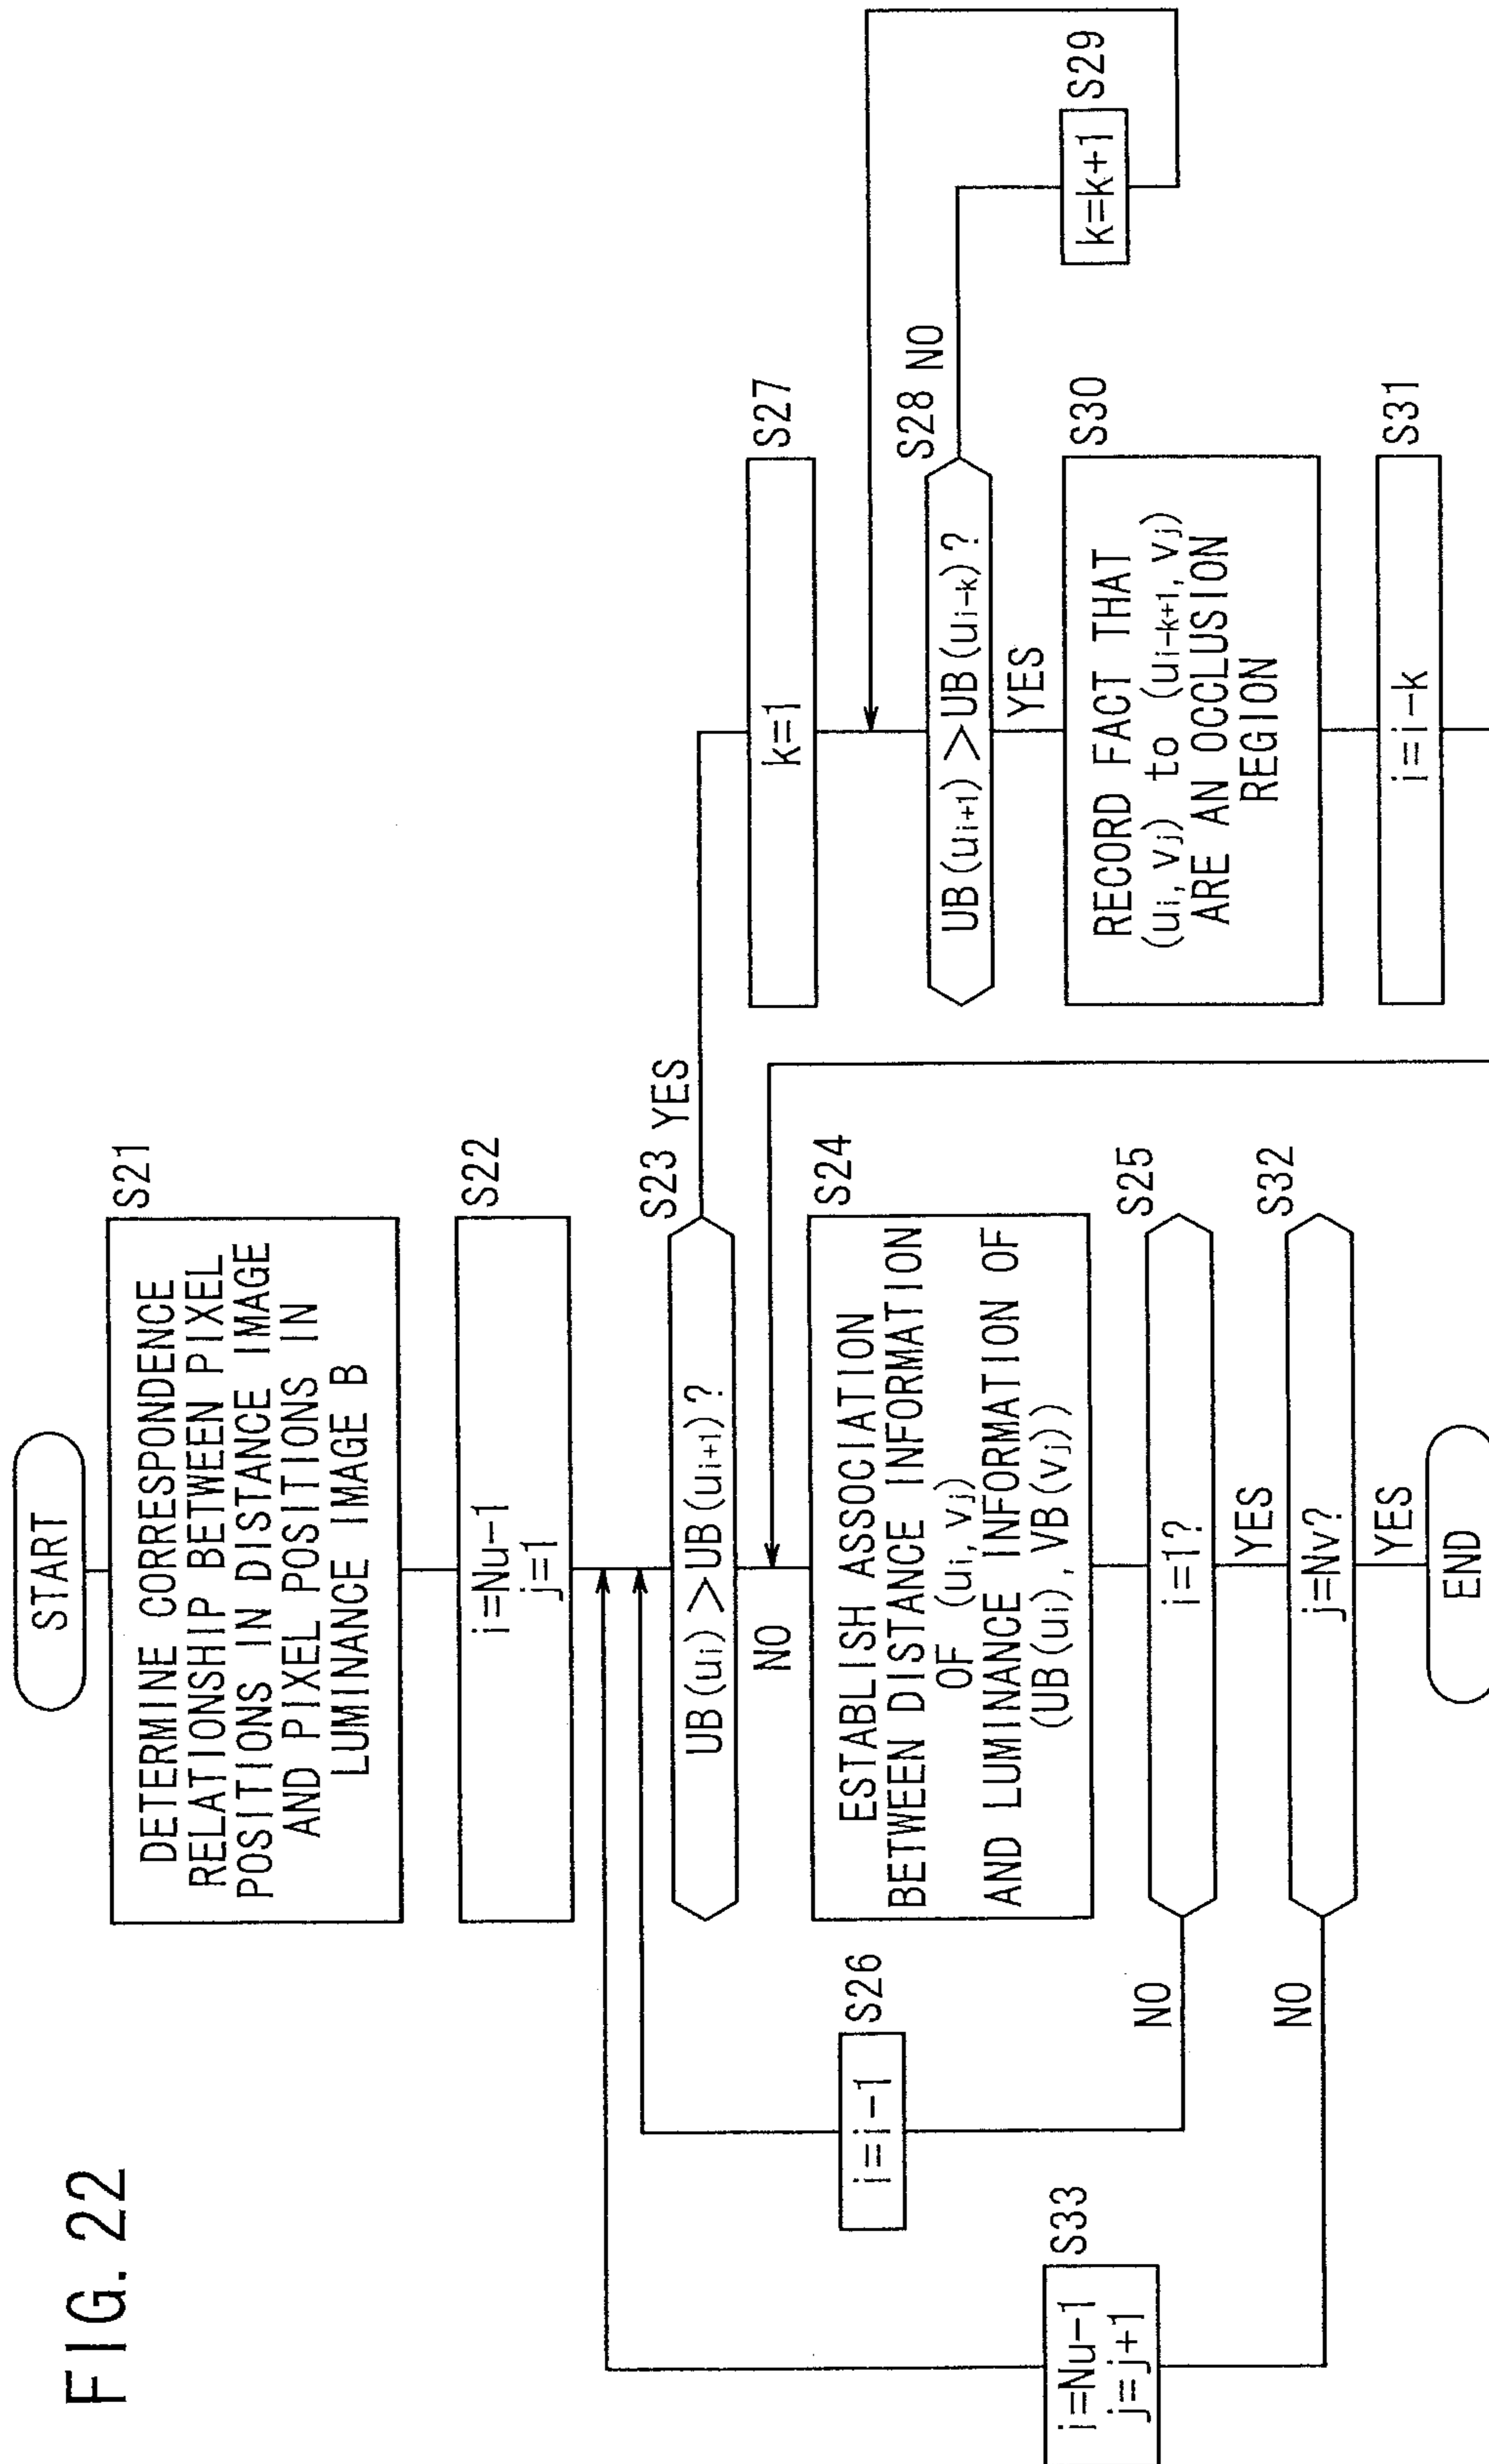 FIG. 22
START
S21
DETERMINE CORRESPONDENCE
RELATIONSHIP BETWEEN PIXEL
POSITIONS IN DISTANCE IMAGE
AND PIXEL POSITIONS IN
LUMINANCE IMAGE B
S22
i=Nu-1
j=1
S23 YES
UB(ui)>UB(ui+1)?
NO
S24
ESTABLISH ASSOCIATION
BETWEEN DISTANCE INFORMATION
OF (ui, vj)
AND LUMINANCE INFORMATION OF
(UB(ui), VB(vj))
S25
i=1?
NO
YES
S26
i=i-1
S32
j=Nv?
NO
YES
S33
i=Nu-1
j=j+1
END
S27
k=1
S28 NO
UB(ui+1)>UB(ui-k)?
YES
S29
k=k+1
S30
RECORD FACT THAT
(ui, vj) to (ui-k+1, vj)
ARE AN OCCLUSION
REGION
S31
i=i-k